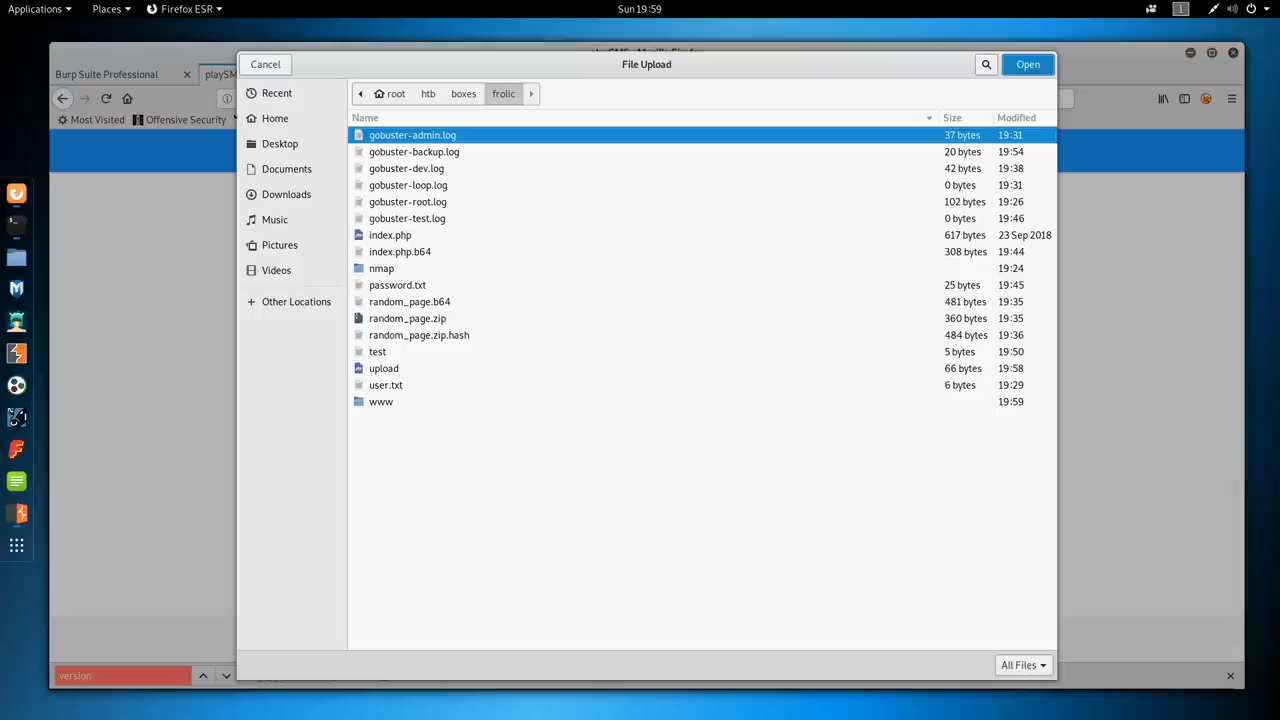 Applications Places Firefox ESR Sun 19:59 1
Cancel File Upload Open
Burp Suite Professional
playSM
Most Visited Offensive Security
Recent
Home
Desktop
Documents
Downloads
Music
Pictures
Videos
Other Locations
root htb boxes frolic
Name Size Modified
gobuster-admin.log 37 bytes 19:31
gobuster-backup.log 20 bytes 19:54
gobuster-dev.log 42 bytes 19:38
gobuster-loop.log 0 bytes 19:31
gobuster-root.log 102 bytes 19:26
gobuster-test.log 0 bytes 19:46
index.php 617 bytes 23 Sep 2018
index.php.b64 308 bytes 19:44
nmap 19:24
password.txt 25 bytes 19:45
random_page.b64 481 bytes 19:35
random_page.zip 360 bytes 19:35
random_page.zip.hash 484 bytes 19:36
test 5 bytes 19:50
upload 66 bytes 19:58
user.txt 6 bytes 19:29
www 19:59
All Files
version